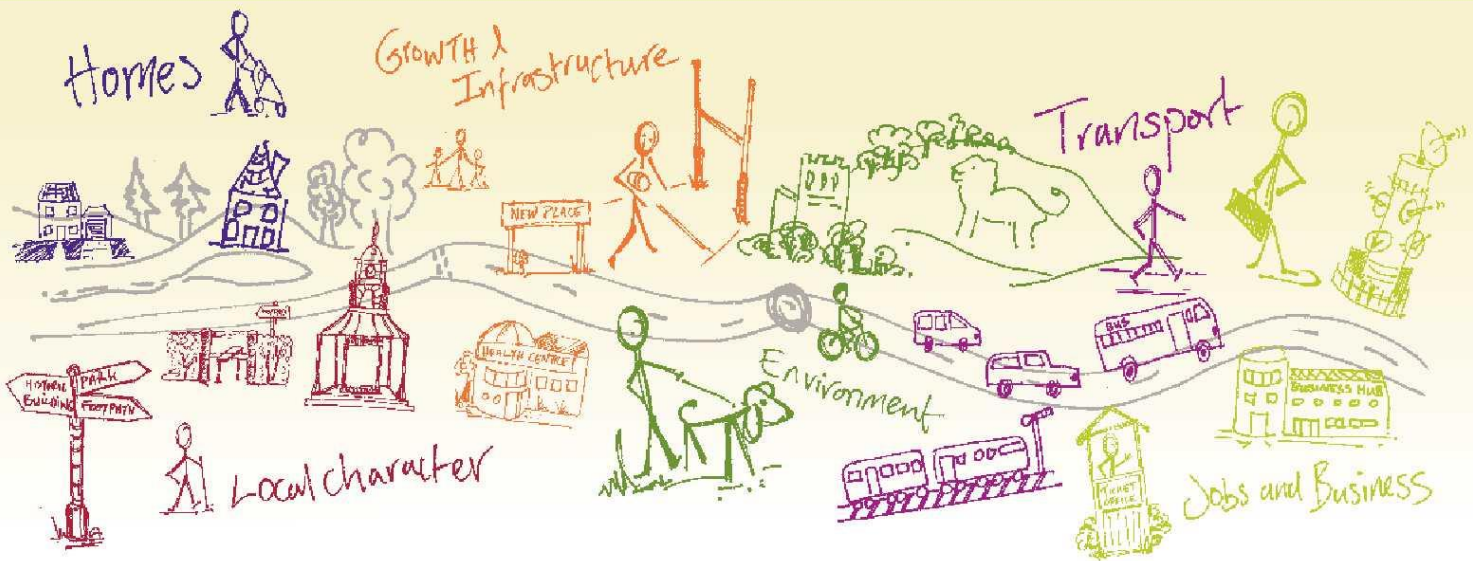 Homes
Growth &
Infrastructure
Transport
NEW PLACE
BUS
HEALTH CENTRE
PARK
HISTORIC
BUILDING
FOOTPATH
Environment
BUSINESS HUB
TICKET
OFFICE
Local character
Jobs and Business